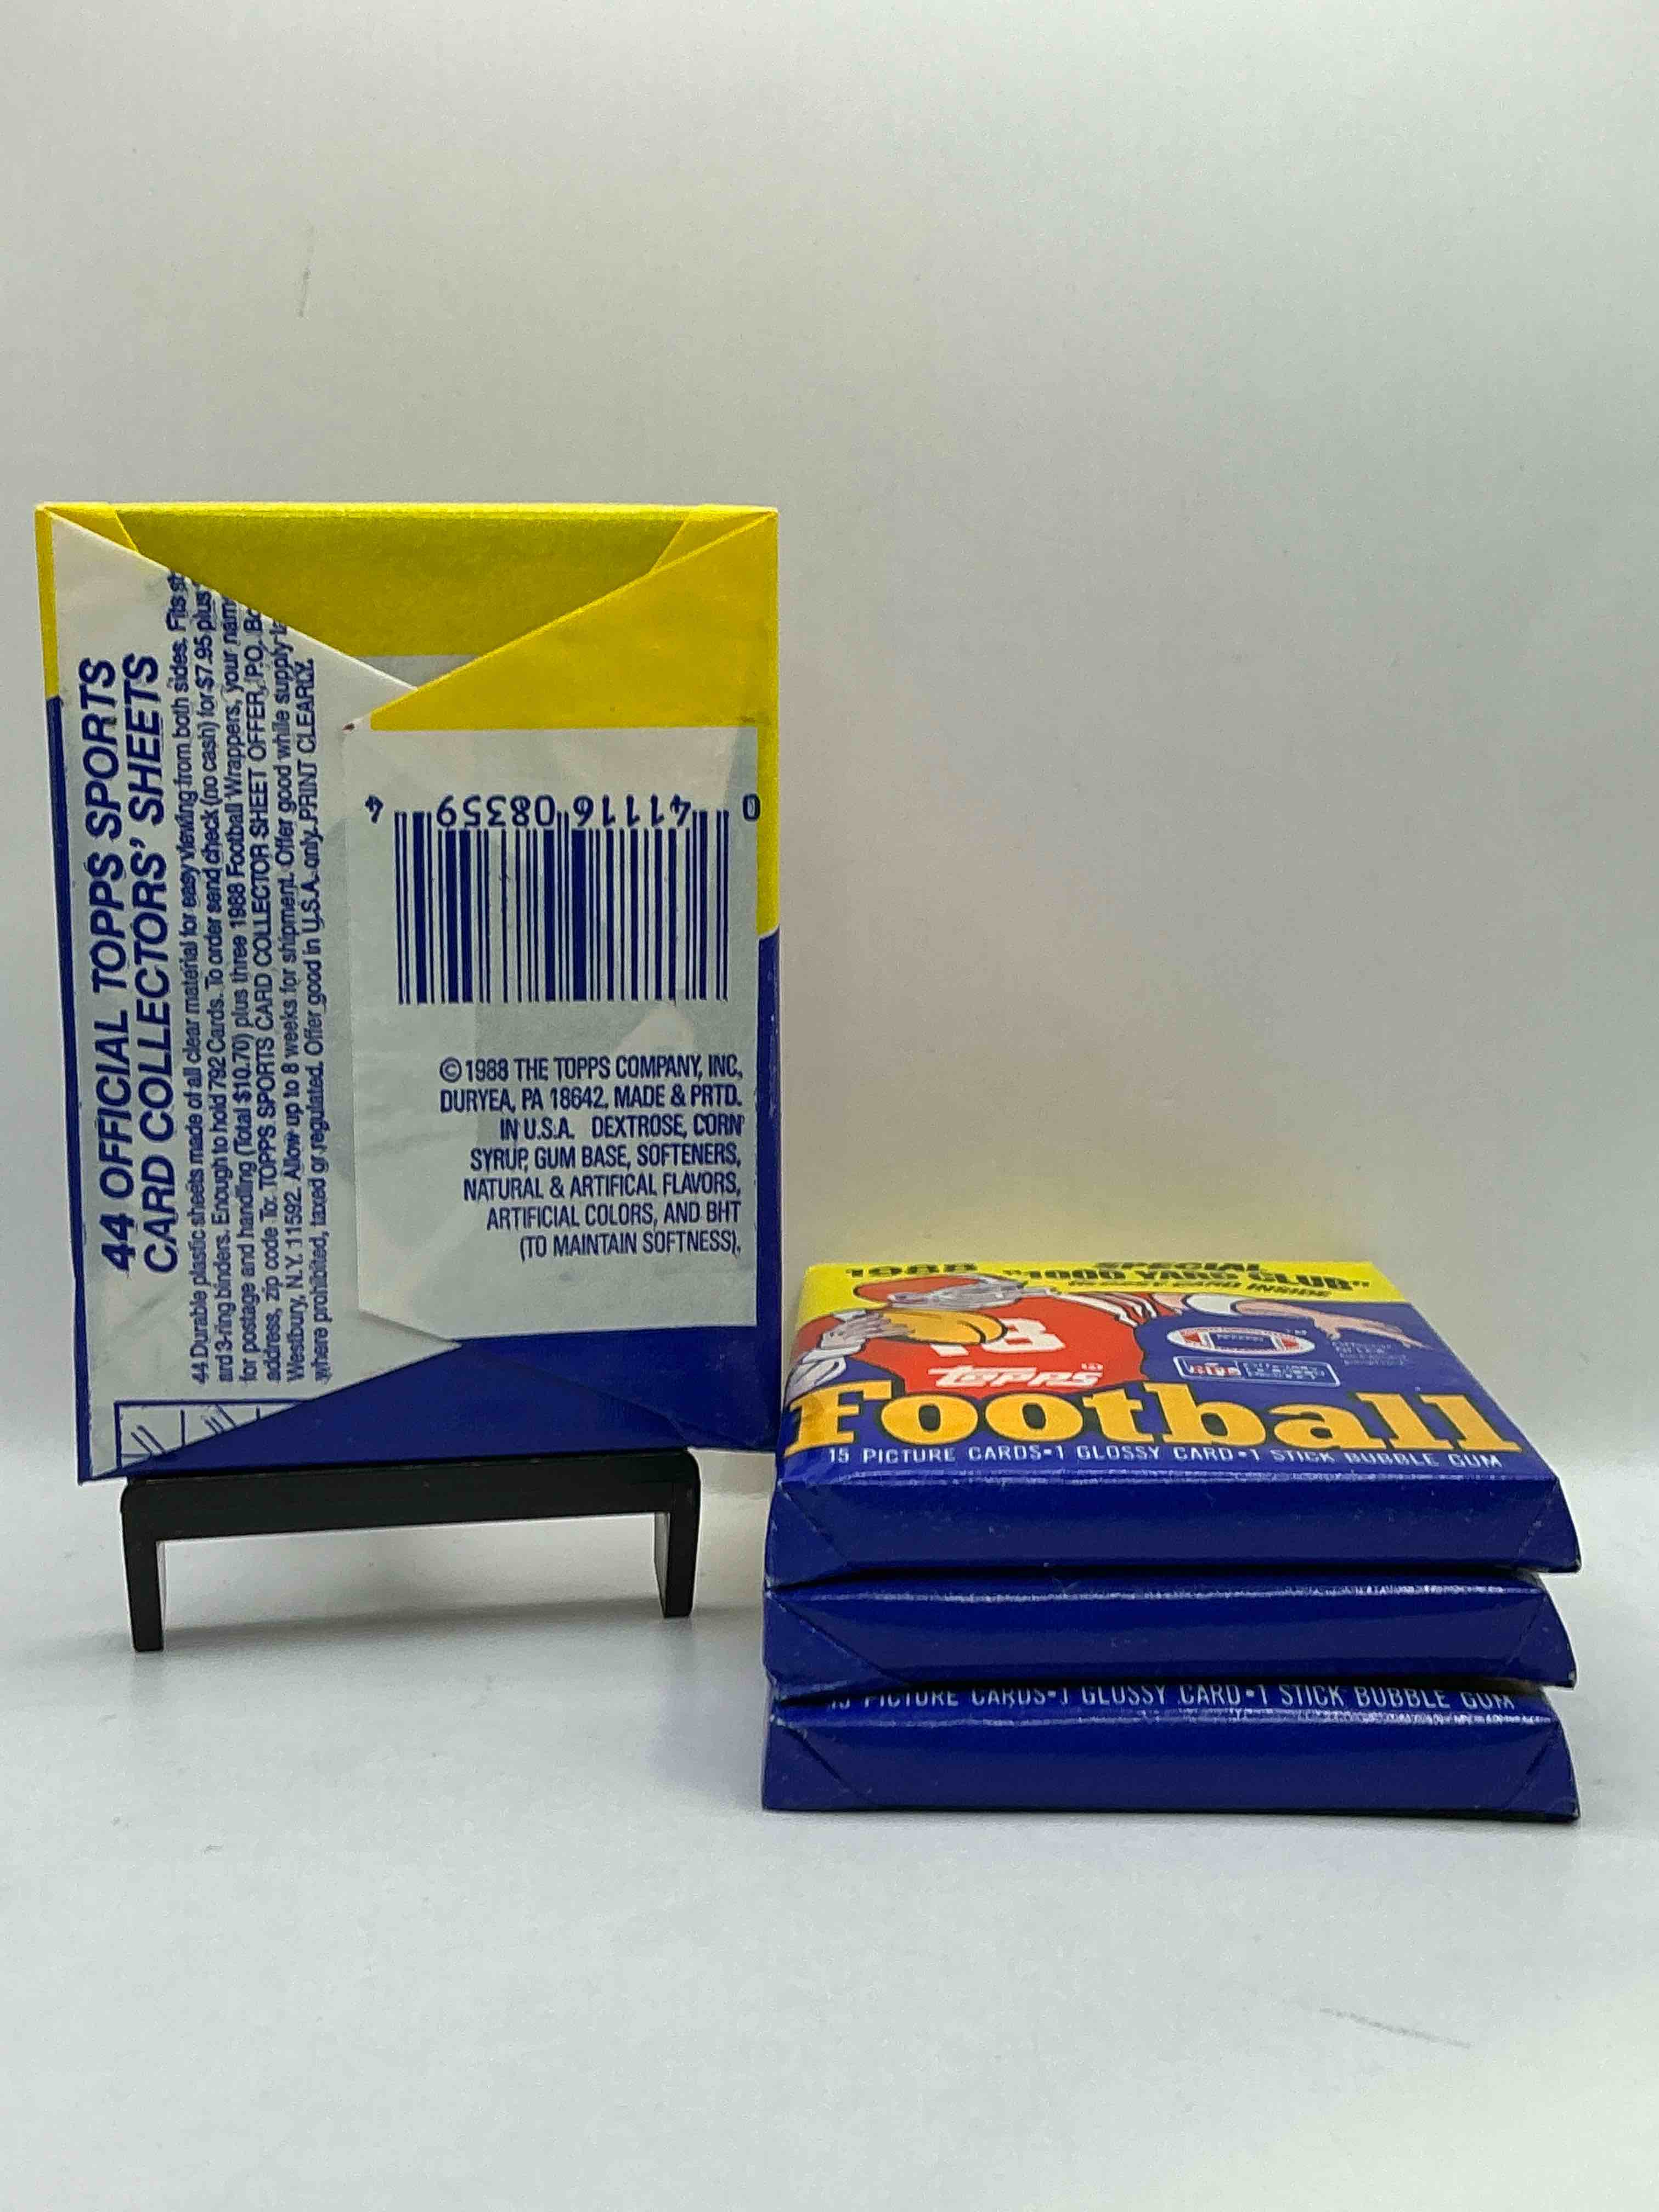 44 OFFICIAL TOPPS SPORTS
CARD COLLECTORS' SHEETS
44 Durable plastic sheets made of all clear material for easy viewing from both sides. Fits
and 3-ring binders. Enough to hold 792 Cards. To order send check (no cash) for $7.95 plus
for postage and handling (Total $10.70) plus three 1988 Football Wrappers, your
address, zip code To: TOPPS SPORTS CARD COLLECTOR SHEET OFFER, P.O.
Westbury, N.Y. 11592. Allow up to 8 weeks for shipment. Offer good while supply
where prohibited, taxed or regulated. Offer good in U.S.A. only. PRINT CLEARLY.
0 41116 08359 4
©1988 THE TOPPS COMPANY, INC.
DURYEA, PA 18642. MADE & PRTD.
IN U.S.A. DEXTROSE, CORN
SYRUP, GUM BASE, SOFTENERS,
NATURAL & ARTIFICAL FLAVORS,
ARTIFICIAL COLORS, AND BHT
(TO MAINTAIN SOFTNESS).
1988
SPECIAL
"1000 YARD CLUB"
GLOSSY CARD INSIDE
topps
Football
15 PICTURE CARDS•1 GLOSSY CARD•1 STICK BUBBLE GUM
15 PICTURE CARDS•1 GLOSSY CARD•1 STICK BUBBLE GUM